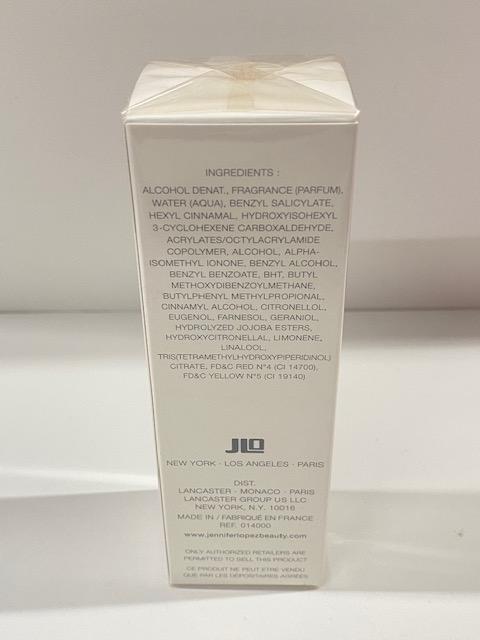 INGREDIENTS :
ALCOHOL DENAT., FRAGRANCE (PARFUM),
WATER (AQUA), BENZYL SALICYLATE,
HEXYL CINNAMAL, HYDROXYISOHEXYL
3-CYCLOHEXENE CARBOXALDEHYDE,
ACRYLATES/OCTYLACRYLAMIDE
COPOLYMER, ALCOHOL, ALPHA-
ISOMETHYL IONONE, BENZYL ALCOHOL,
BENZYL BENZOATE, BHT, BUTYL
METHOXYDIBENZOYLMETHANE,
BUTYLPHENYL METHYLPROPIONAL,
CINNAMYL ALCOHOL, CITRONELLOL,
EUGENOL, FARNESOL, GERANIOL,
HYDROLYZED JOJOBA ESTERS,
HYDROXYCITRONELLAL, LIMONENE,
LINALOOL,
TRIS(TETRAMETHYLHYDROXYPIPERIDINOL)
CITRATE, FD&C RED N°4 (CI 14700),
FD&C YELLOW N°5 (CI 19140)
JLO
NEW YORK - LOS ANGELES - PARIS
DIST.
LANCASTER - MONACO - PARIS
LANCASTER GROUP US LLC
NEW YORK, N.Y. 10016
MADE IN / FABRIQUÉ EN FRANCE
REF. 014000
www.jenniferlopezbeauty.com
ONLY AUTHORIZED RETAILERS ARE
PERMITTED TO SELL THIS PRODUCT
CE PRODUIT NE PEUT ETRE VENDU
QUE PAR LES DÉPOSITAIRES AGRÉÉS